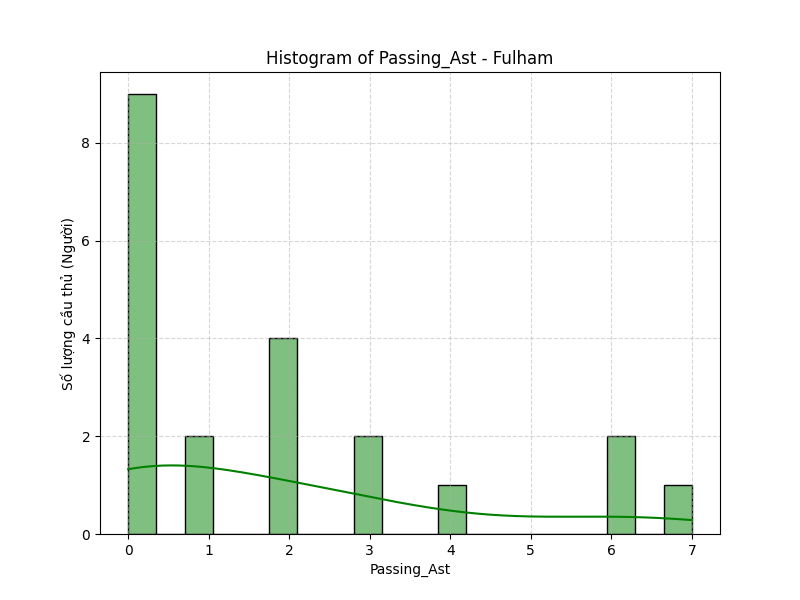 Histogram of Passing_Ast - Fulham
Số lượng cầu thủ (Người)
8
6
4
2
0
0 1 2 3 4 5 6 7
Passing_Ast